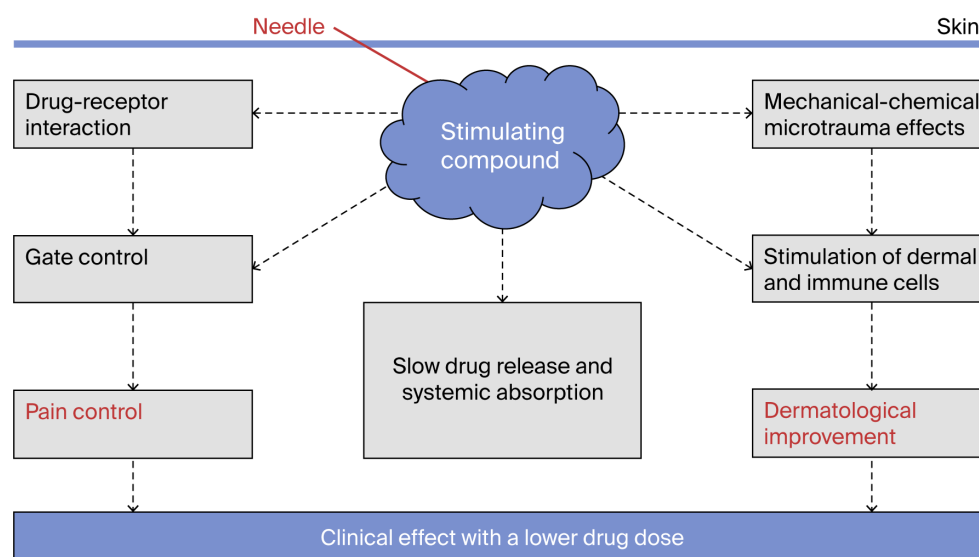 Needle
Skin
Drug-receptor
interaction
Stimulating
compound
Mechanical-chemical
microtrauma effects
Gate control
Stimulation of dermal
and immune cells
Slow drug release and
systemic absorption
Pain control
Dermatological
improvement
Clinical effect with a lower drug dose